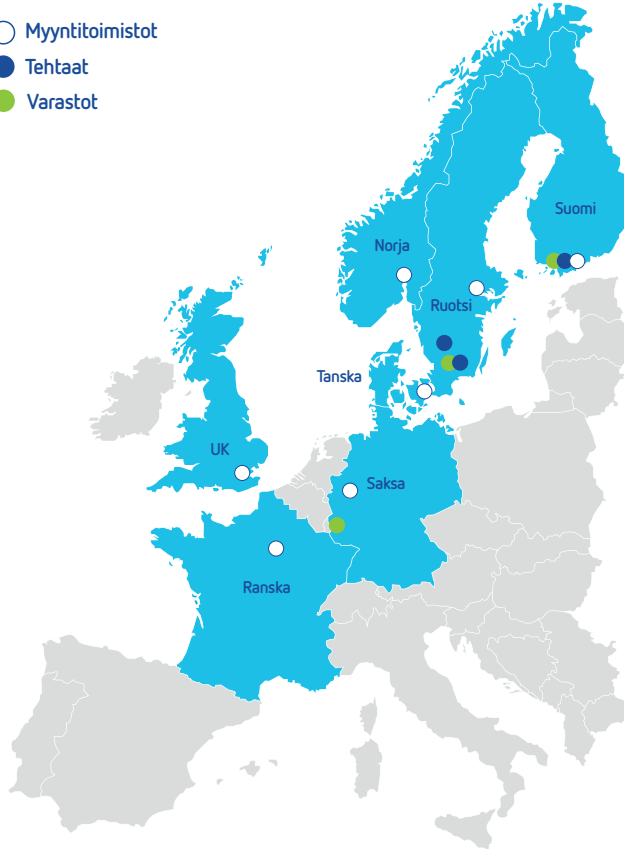 Myyntitoimistot
Tehtaat
Varastot
Suomi
Norja
Ruotsi
Tanska
UK
Saksa
Ranska